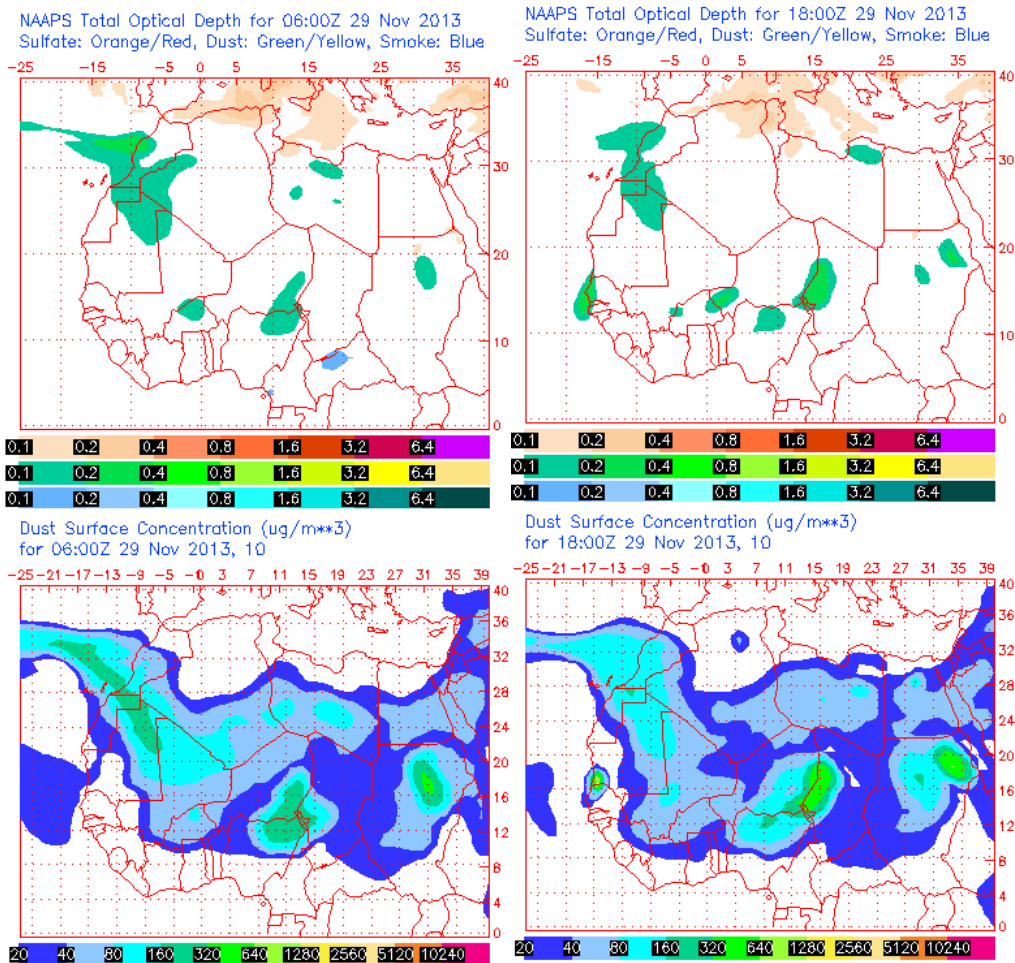 NAAPS Total Optical Depth for 06:00Z 29 Nov 2013
Sulfate: Orange/Red, Dust: Green/Yellow, Smoke: Blue
-25 -15 -5 0 5 15 25 35
40
30
20
10
0
0.1 0.2 0.4 0.8 1.6 3.2 6.4
0.1 0.2 0.4 0.8 1.6 3.2 6.4
0.1 0.2 0.4 0.8 1.6 3.2 6.4
NAAPS Total Optical Depth for 18:00Z 29 Nov 2013
Sulfate: Orange/Red, Dust: Green/Yellow, Smoke: Blue
-25 -15 -5 0 5 15 25 35
40
30
20
10
0
0.1 0.2 0.4 0.8 1.6 3.2 6.4
0.1 0.2 0.4 0.8 1.6 3.2 6.4
0.1 0.2 0.4 0.8 1.6 3.2 6.4
Dust Surface Concentration (ug/m**3)
for 06:00Z 29 Nov 2013, 10
-25 -21 -17 -13 -9 -5 -0 3 7 11 15 19 23 27 31 35 39
40
36
32
28
24
20
16
12
8
4
0
20 40 80 160 320 640 1280 2560 5120 10240
Dust Surface Concentration (ug/m**3)
for 18:00Z 29 Nov 2013, 10
-25 -21 -17 -13 -9 -5 -0 3 7 11 15 19 23 27 31 35 39
40
36
32
28
24
20
16
12
8
4
0
20 40 80 160 320 640 1280 2560 5120 10240